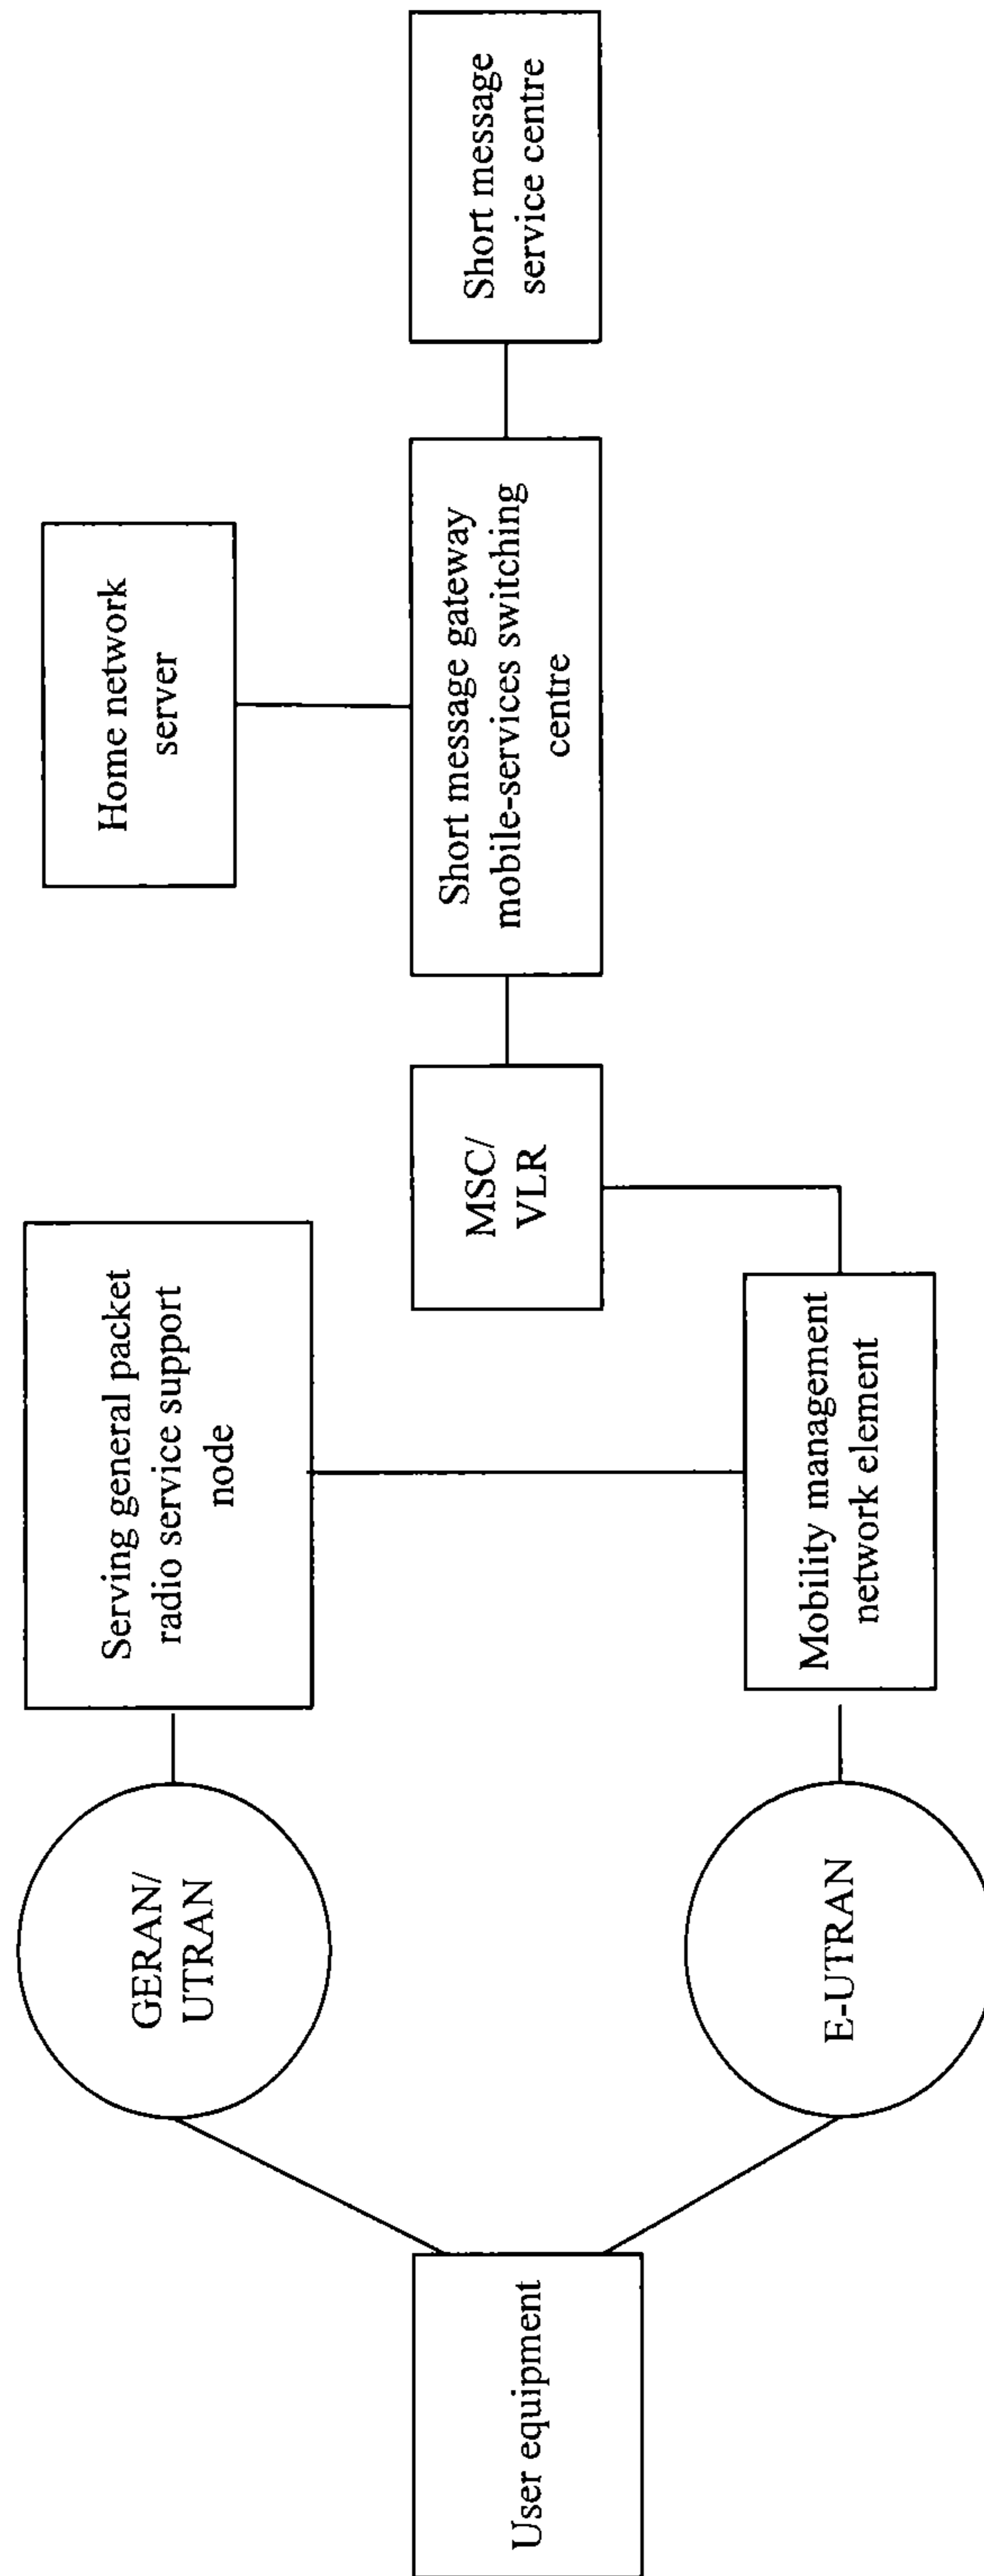 User equipment
GERAN/
UTRAN
E-UTRAN
Serving general packet
radio service support
node
Mobility management
network element
MSC/
VLR
Home network
server
Short message gateway
mobile-services switching
centre
Short message
service centre